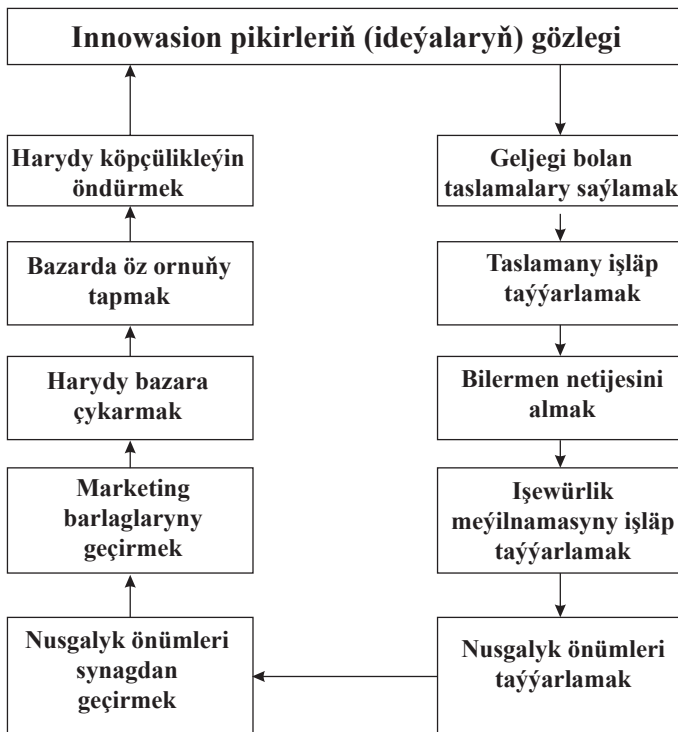 Innowasion pikirleriň (ideýalaryň) gözlegi
Geljegi bolan
taslamalary saýlamak
Taslamany işläp
taýýarlamak
Bilermen netijesini
almak
Işewürlik
meýilnamasyny işläp
taýýarlamak
Nusgalyk önümleri
taýýarlamak
Nusgalyk önümleri
synagdan
geçirmek
Marketing
barlaglaryny
geçirmek
Harydy bazara
çykarmak
Bazarda öz ornuňy
tapmak
Harydy köpçülikleýin
öndürmek